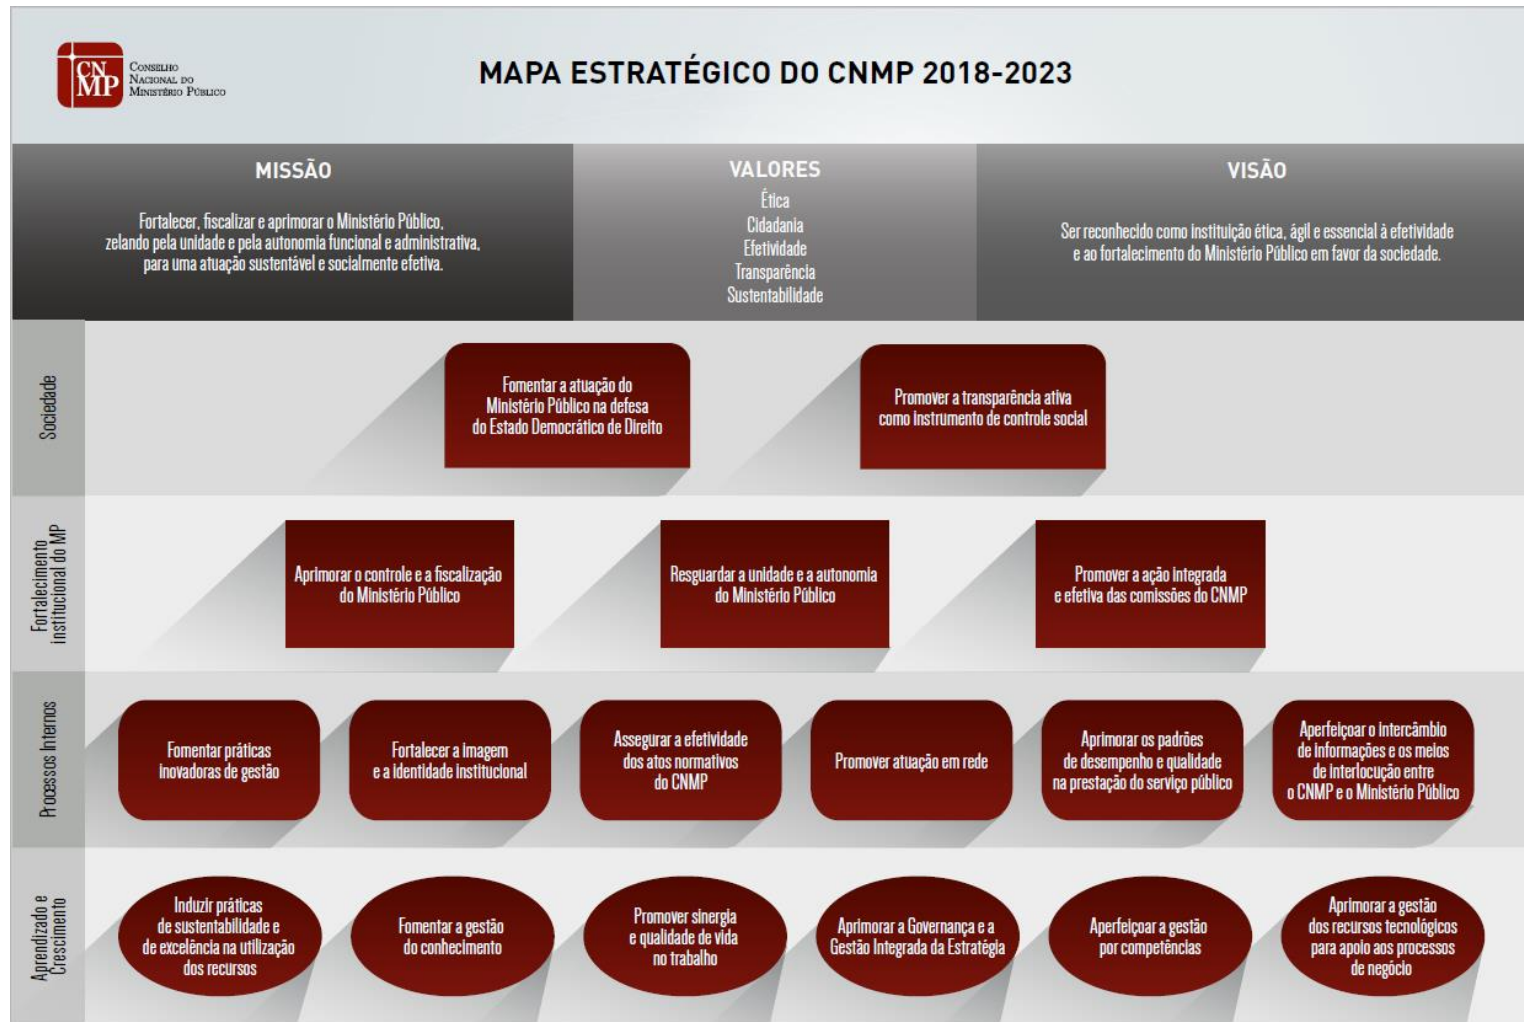 CN
MP
CONSELHO
NACIONAL DO
MINISTÉRIO PÚBLICO
MAPA ESTRATÉGICO DO CNMP 2018-2023
MISSÃO
Fortalecer, fiscalizar e aprimorar o Ministério Público,
zelando pela unidade e pela autonomia funcional e administrativa,
para uma atuação sustentável e socialmente efetiva.
VALORES
Ética
Cidadania
Efetividade
Transparência
Sustentabilidade
VISÃO
Ser reconhecido como instituição ética, ágil e essencial à efetividade
e ao fortalecimento do Ministério Público em favor da sociedade.
Sociedade
Fomentar a atuação do
Ministério Público na defesa
do Estado Democrático de Direito
Promover a transparência ativa
como instrumento de controle social
Fortalecimento
institucional do MP
Aprimorar o controle e a fiscalização
do Ministério Público
Resguardar a unidade e a autonomia
do Ministério Público
Promover a ação integrada
e efetiva das comissões do CNMP
Processos Internos
Fomentar práticas
inovadoras de gestão
Fortalecer a imagem
e a identidade institucional
Assegurar a efetividade
dos atos normativos
do CNMP
Promover atuação em rede
Aprimorar os padrões
de desempenho e qualidade
na prestação do serviço público
Aperfeiçoar o intercâmbio
de informações e os meios
de interlocução entre
o CNMP e o Ministério Público
Aprendizado e
Crescimento
Induzir práticas
de sustentabilidade e
de excelência na utilização
dos recursos
Fomentar a gestão
do conhecimento
Promover sinergia
e qualidade de vida
no trabalho
Aprimorar a Governança e a
Gestão Integrada da Estratégia
Aperfeiçoar a gestão
por competências
Aprimorar a gestão
dos recursos tecnológicos
para apoio aos processos
de negócio